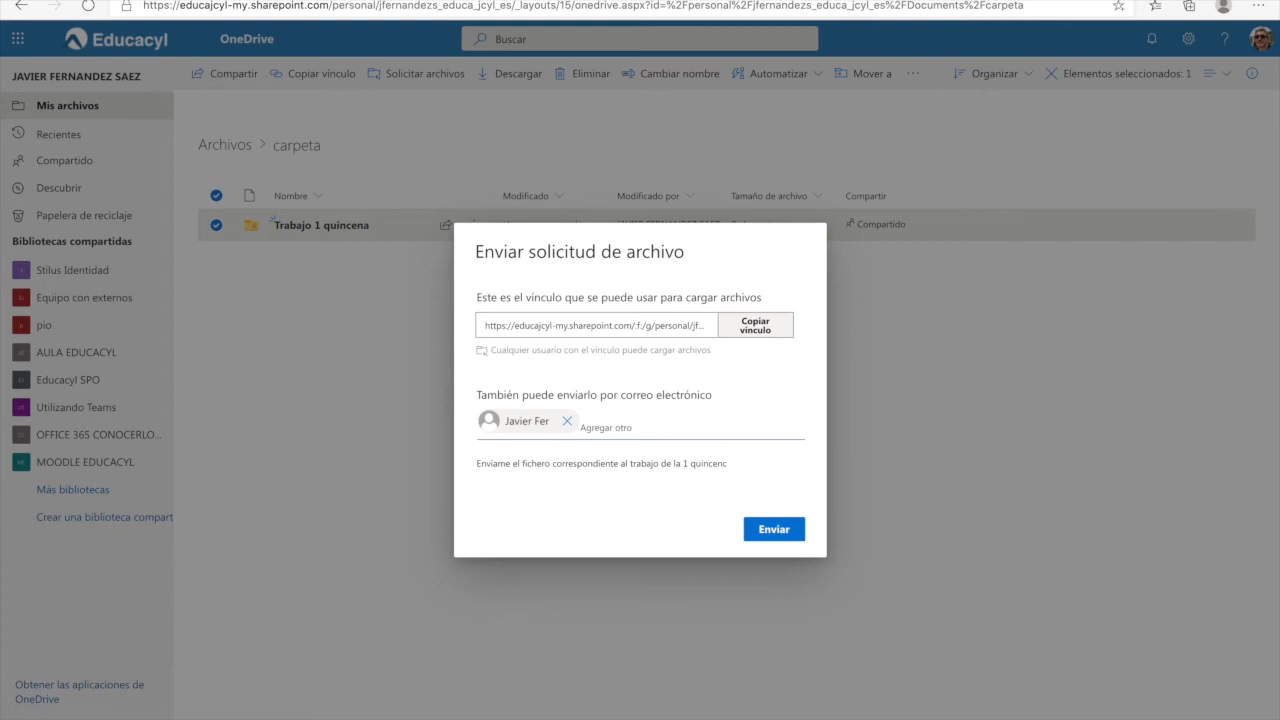 https://educajcyl-my.sharepoint.com/personal/jfernandezs_educa_jcyl_es/_layouts/15/onedrive.aspx?id=%2Fpersonal%2Fjfernandezs_educa_jcyl_es%2FDocuments%2Fcarpeta
Educacyl OneDrive Buscar
JAVIER FERNANDEZ SAEZ
Compartir Copiar vínculo Solicitar archivos Descargar Eliminar Cambiar nombre Automatizar Mover a ··· Organizar Elementos seleccionados: 1
Mis archivos
Recientes
Compartido
Descubrir
Papelera de reciclaje
Bibliotecas compartidas
Stilus Identidad
Equipo con externos
pio
AULA EDUCACYL
Educacyl SPO
Utilizando Teams
OFFICE 365 CONOCERLO...
MOODLE EDUCACYL
Más bibliotecas
Crear una biblioteca compart
Obtener las aplicaciones de
OneDrive
Archivos > carpeta
Nombre Modificado Modificado por Tamaño de archivo Compartir
Trabajo 1 quincena Compartido
Enviar solicitud de archivo
Este es el vínculo que se puede usar para cargar archivos
https://educajcyl-my.sharepoint.com/:f:/g/personal/jf...
Copiar
vínculo
Cualquier usuario con el vínculo puede cargar archivos
También puede enviarlo por correo electrónico
Javier Fer Agregar otro
Enviame el fichero correspondiente al trabajo de la 1 quincenc
Enviar